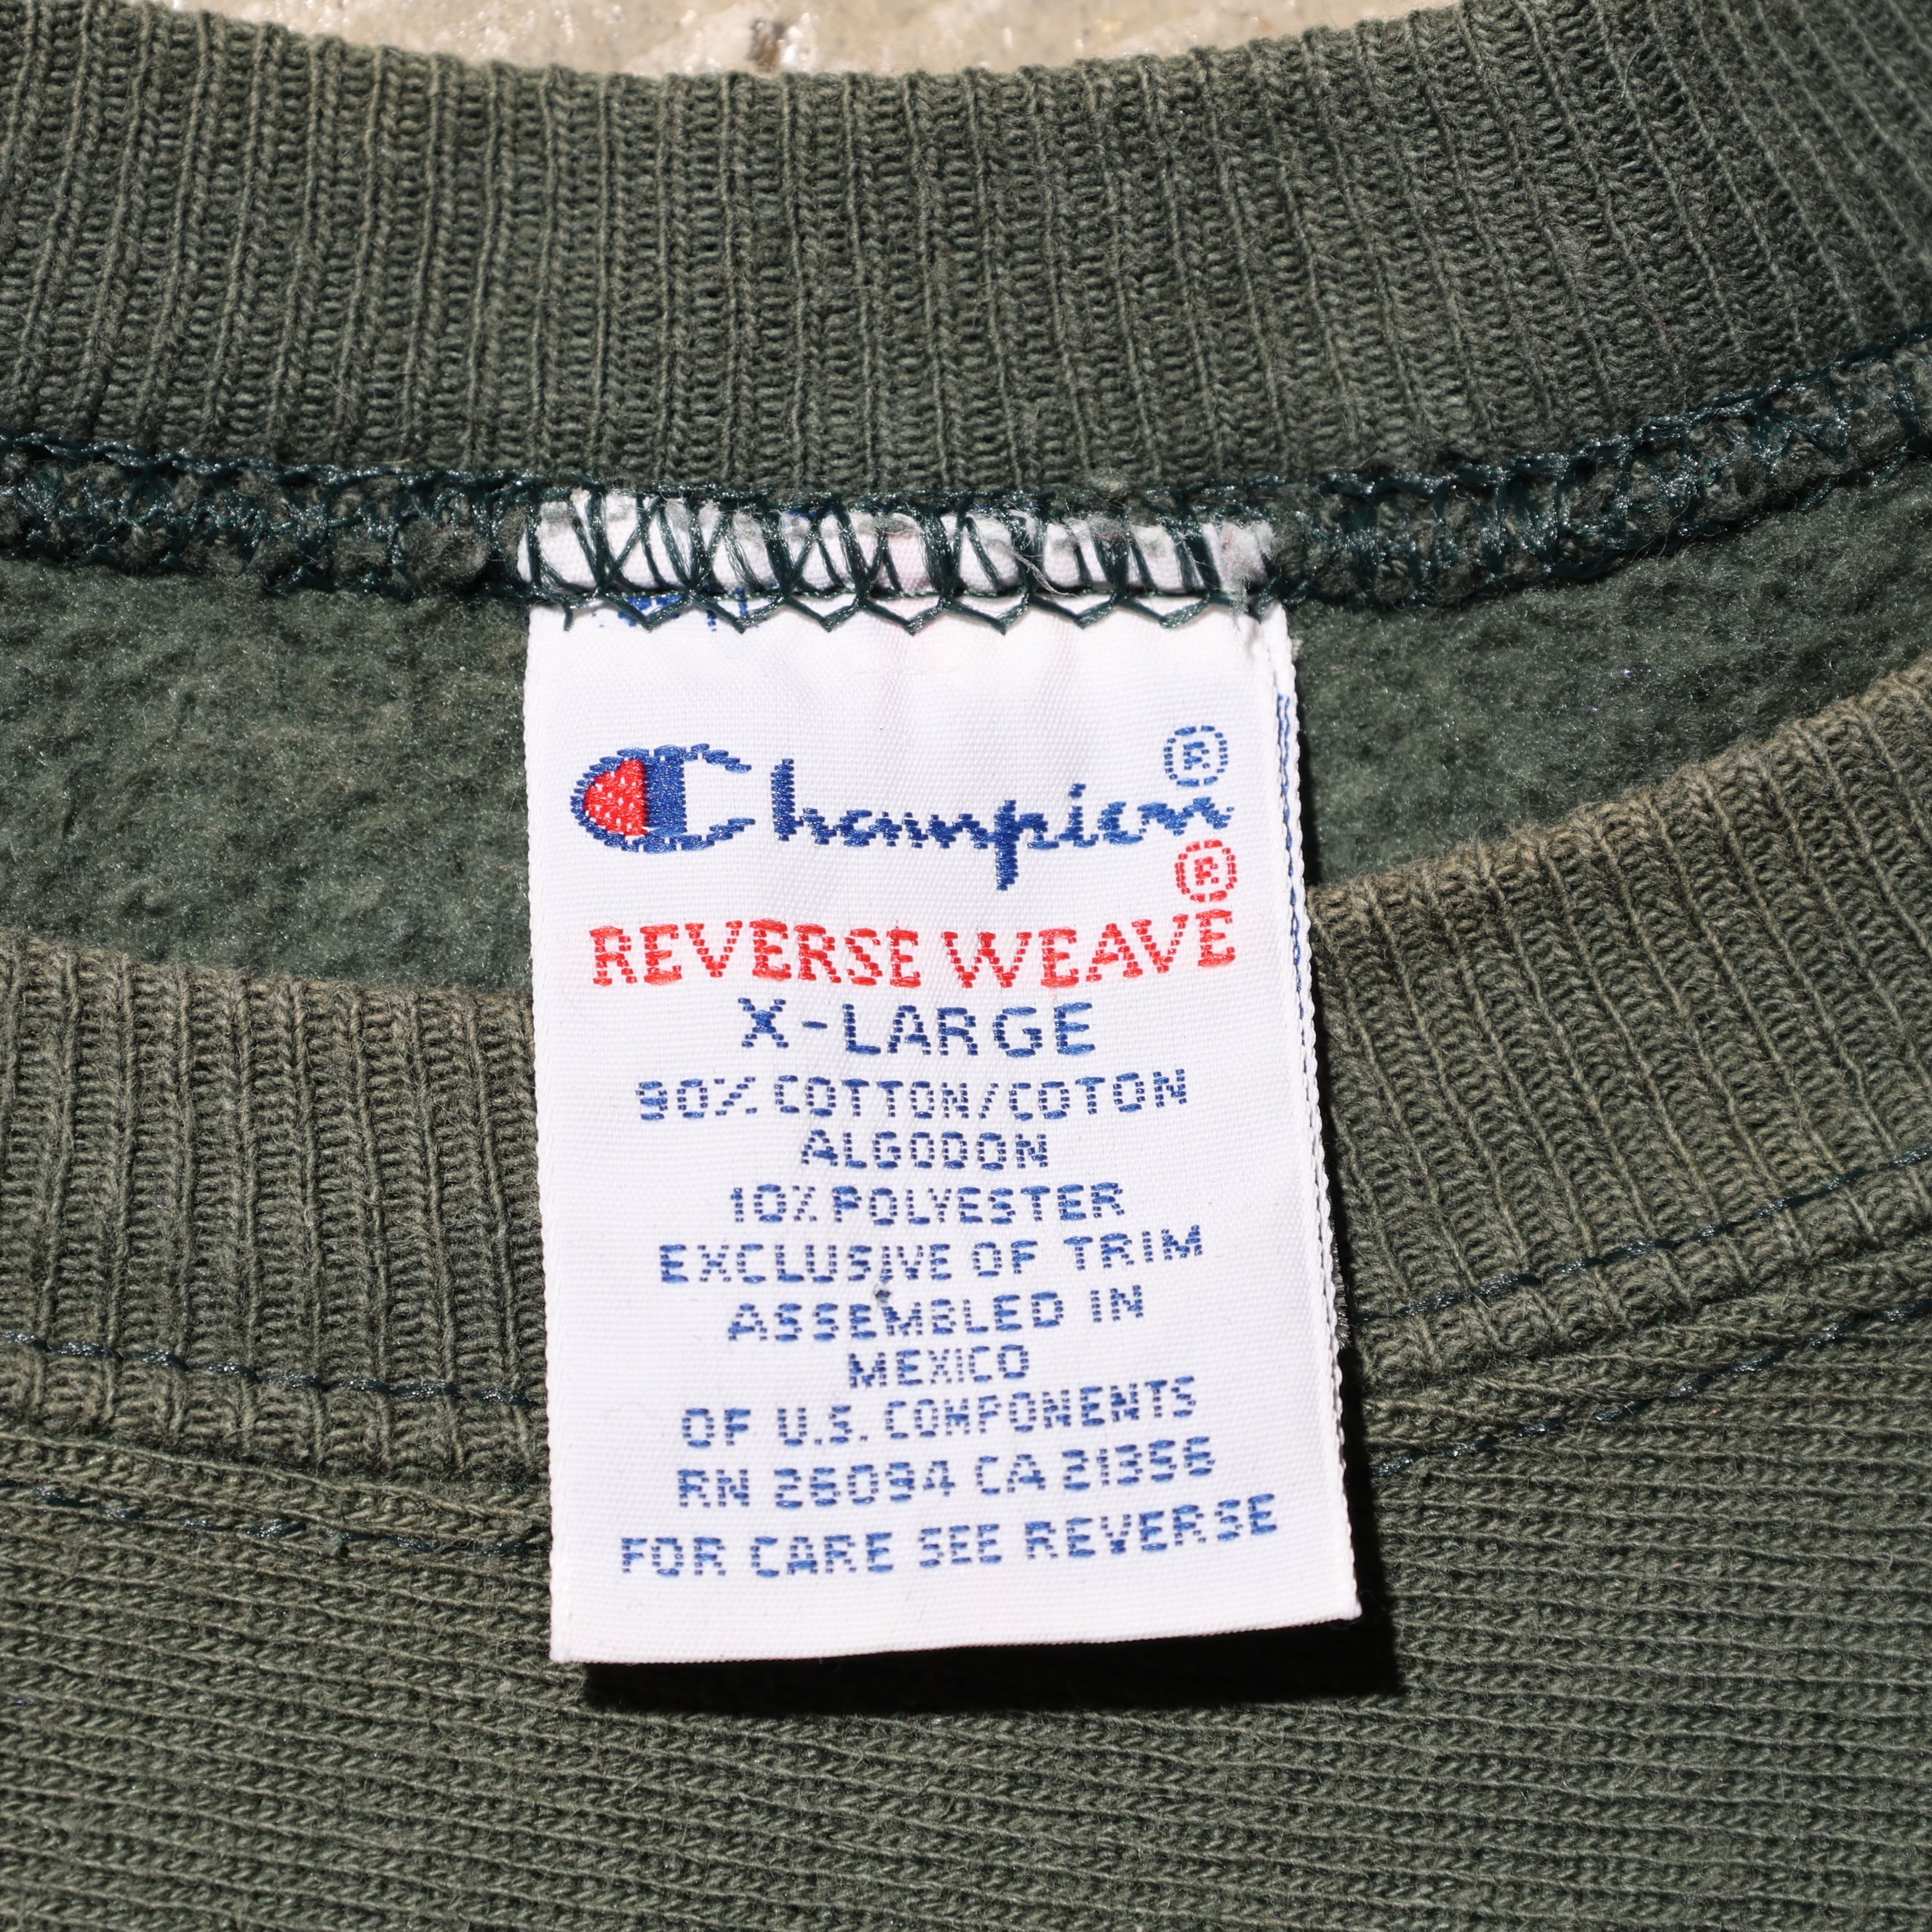 Champion®
REVERSE WEAVE®
X-LARGE
90% COTTON/COTON
ALGODON
10% POLYESTER
EXCLUSIVE OF TRIM
ASSEMBLED IN
MEXICO
OF U.S. COMPONENTS
RN 26094 CA 21356
FOR CARE SEE REVERSE